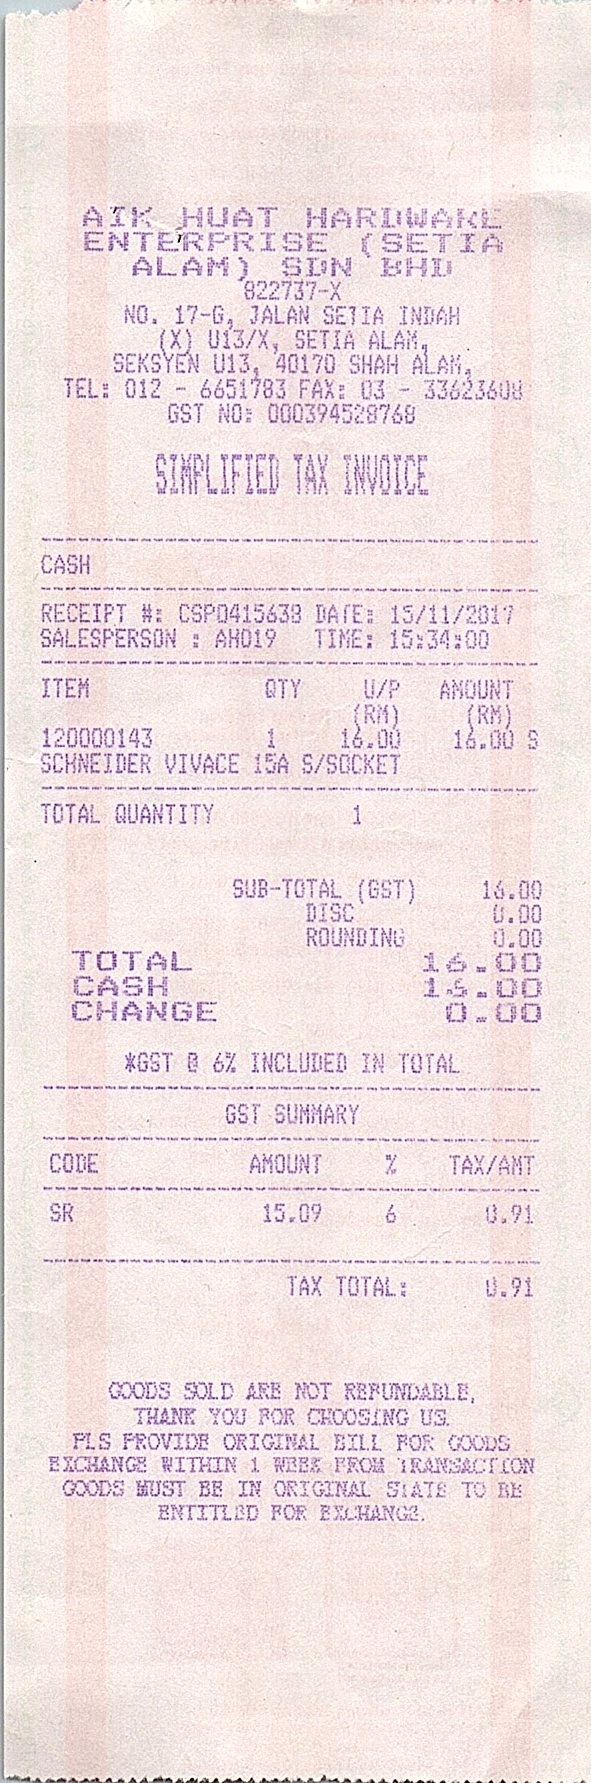 AIK HUAT HARDWARE
ENTERPRISE (SETIA
ALAM) SDN BHD
822737-X
NO. 17-G, JALAN SETIA INDAH
(X) U13/X, SETIA ALAM,
SEKSYEN U13, 40170 SHAH ALAM,
TEL: 012 - 6651783 FAX: 03 - 33623608
GST NO: 000394528768
SIMPLIFIED TAX INVOICE
CASH
RECEIPT #: CSP0415638 DATE: 15/11/2017
SALESPERSON : AH019 TIME: 15:34:00
ITEM QTY U/P AMOUNT
(RM) (RM)
120000143 1 16.00 16.00 S
SCHNEIDER VIVACE 15A S/SOCKET
TOTAL QUANTITY 1
SUB-TOTAL (GST) 16.00
DISC 0.00
ROUNDING 0.00
TOTAL 16.00
CASH 16.00
CHANGE 0.00
*GST @ 6% INCLUDED IN TOTAL
GST SUMMARY
CODE AMOUNT % TAX/AMT
SR 15.09 6 0.91
TAX TOTAL: 0.91
GOODS SOLD ARE NOT REFUNDABLE,
THANK YOU FOR CHOOSING US.
PLS PROVIDE ORIGINAL BILL FOR GOODS
EXCHANGE WITHIN 1 WEEK FROM TRANSACTION
GOODS MUST BE IN ORIGINAL STATE TO BE
ENTITLED FOR EXCHANGE.